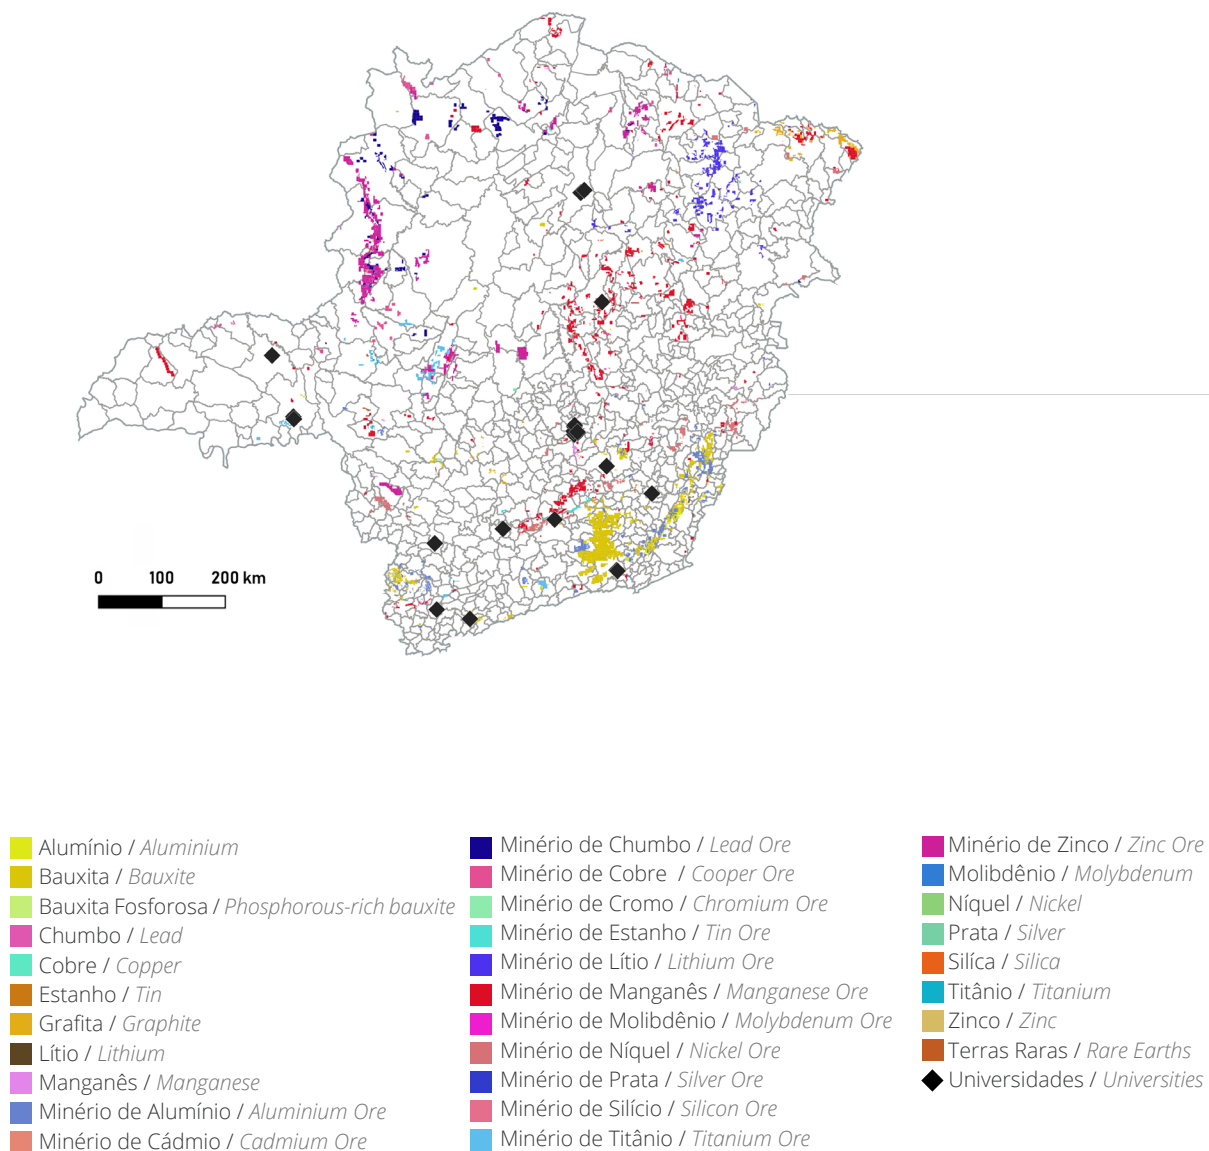 0 100 200 km
Alumínio / Aluminium
Bauxita / Bauxite
Bauxita Fosforosa / Phosphorous-rich bauxite
Chumbo / Lead
Cobre / Copper
Estanho / Tin
Grafita / Graphite
Lítio / Lithium
Manganês / Manganese
Minério de Alumínio / Aluminium Ore
Minério de Cádmio / Cadmium Ore
Minério de Chumbo / Lead Ore
Minério de Cobre / Cooper Ore
Minério de Cromo / Chromium Ore
Minério de Estanho / Tin Ore
Minério de Lítio / Lithium Ore
Minério de Manganês / Manganese Ore
Minério de Molibdênio / Molybdenum Ore
Minério de Níquel / Nickel Ore
Minério de Prata / Silver Ore
Minério de Silício / Silicon Ore
Minério de Titânio / Titanium Ore
Minério de Zinco / Zinc Ore
Molibdênio / Molybdenum
Níquel / Nickel
Prata / Silver
Silíca / Silica
Titânio / Titanium
Zinco / Zinc
Terras Raras / Rare Earths
Universidades / Universities